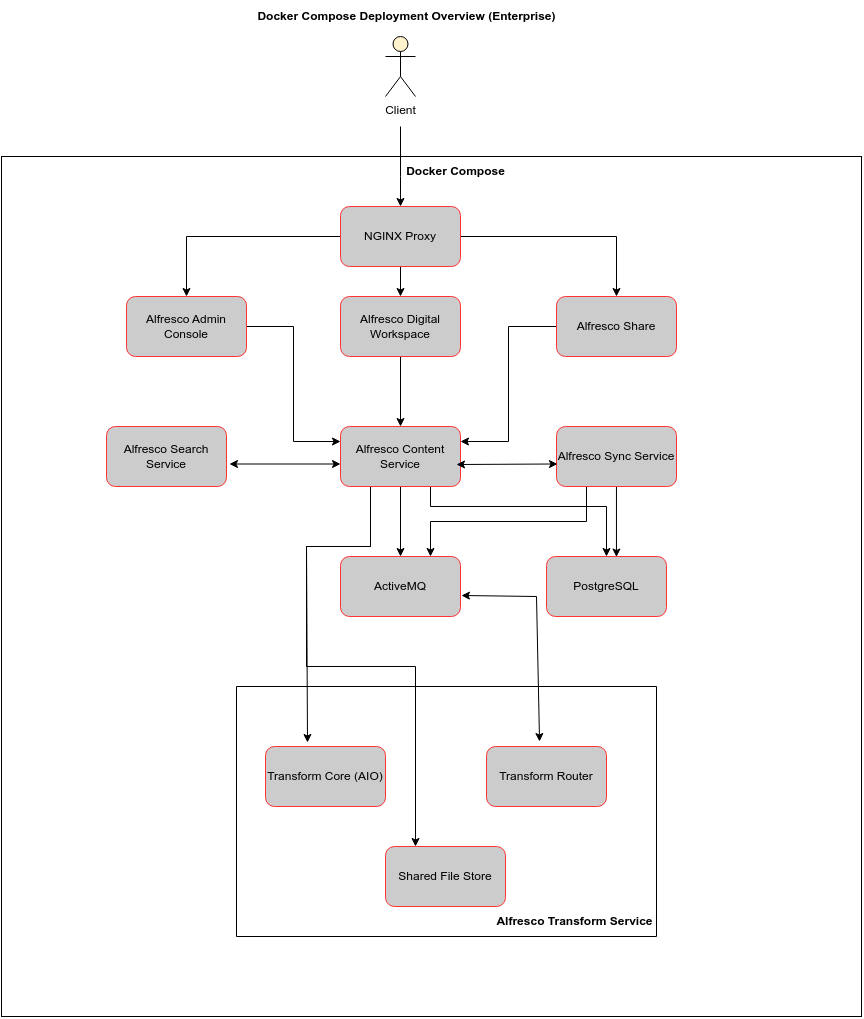 Docker Compose Deployment Overview (Enterprise)
Client
Docker Compose
NGINX Proxy
Alfresco Admin
Console
Alfresco Digital
Workspace
Alfresco Share
Alfresco Search
Service
Alfresco Content
Service
Alfresco Sync Service
ActiveMQ
PostgreSQL
Transform Core (AIO)
Transform Router
Shared File Store
Alfresco Transform Service